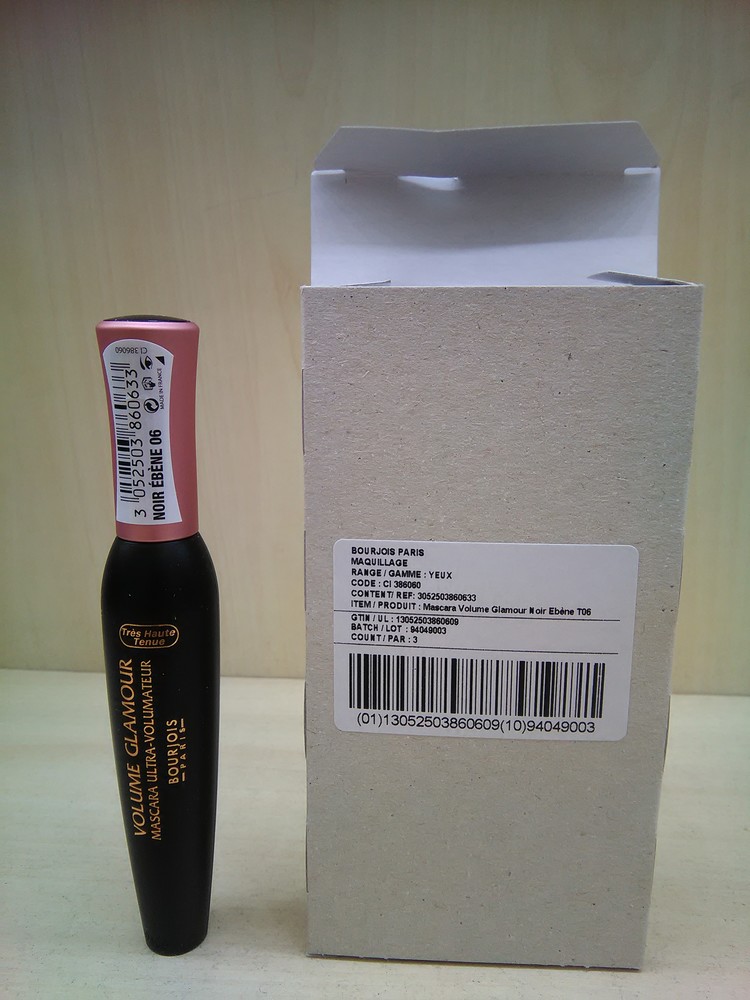 CI 386060
3 052503 860633
MADE IN FRANCE
NOIR ÉBÈNE 06
Très Haute
Tenue
VOLUME GLAMOUR
MASCARA ULTRA-VOLUMATEUR
BOURJOIS
PARIS
BOURJOIS PARIS
MAQUILLAGE
RANGE / GAMME : YEUX
CODE : CI 386060
CONTENT/ REF: 3052503860633
ITEM / PRODUIT : Mascara Volume Glamour Noir Ebène T06
GTIN / UL : 13052503860609
BATCH / LOT : 94049003
COUNT / PAR : 3
(01)13052503860609(10)94049003